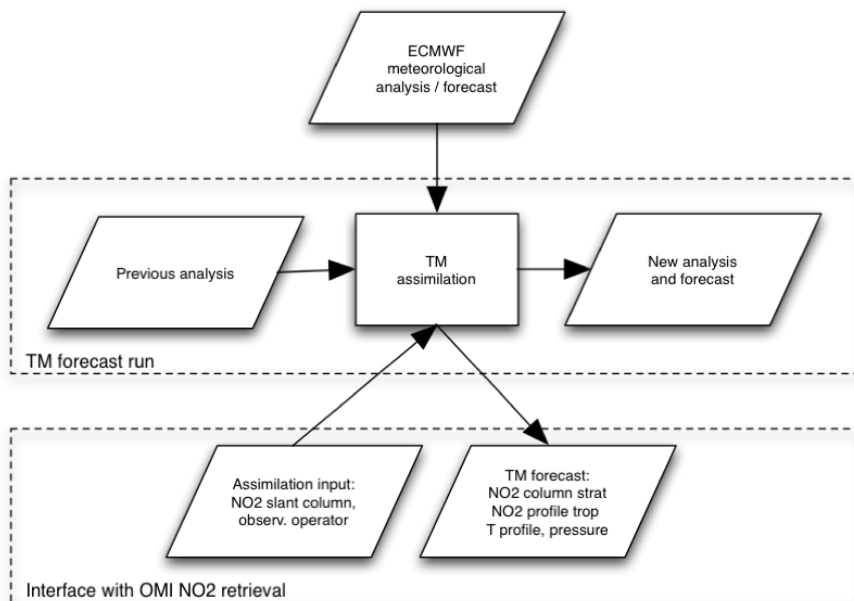 ECMWF
meteorological
analysis / forecast
Previous analysis
TM
assimilation
New analysis
and forecast
TM forecast run
Assimilation input:
NO2 slant column,
observ. operator
TM forecast:
NO2 column strat
NO2 profile trop
T profile, pressure
Interface with OMI NO2 retrieval